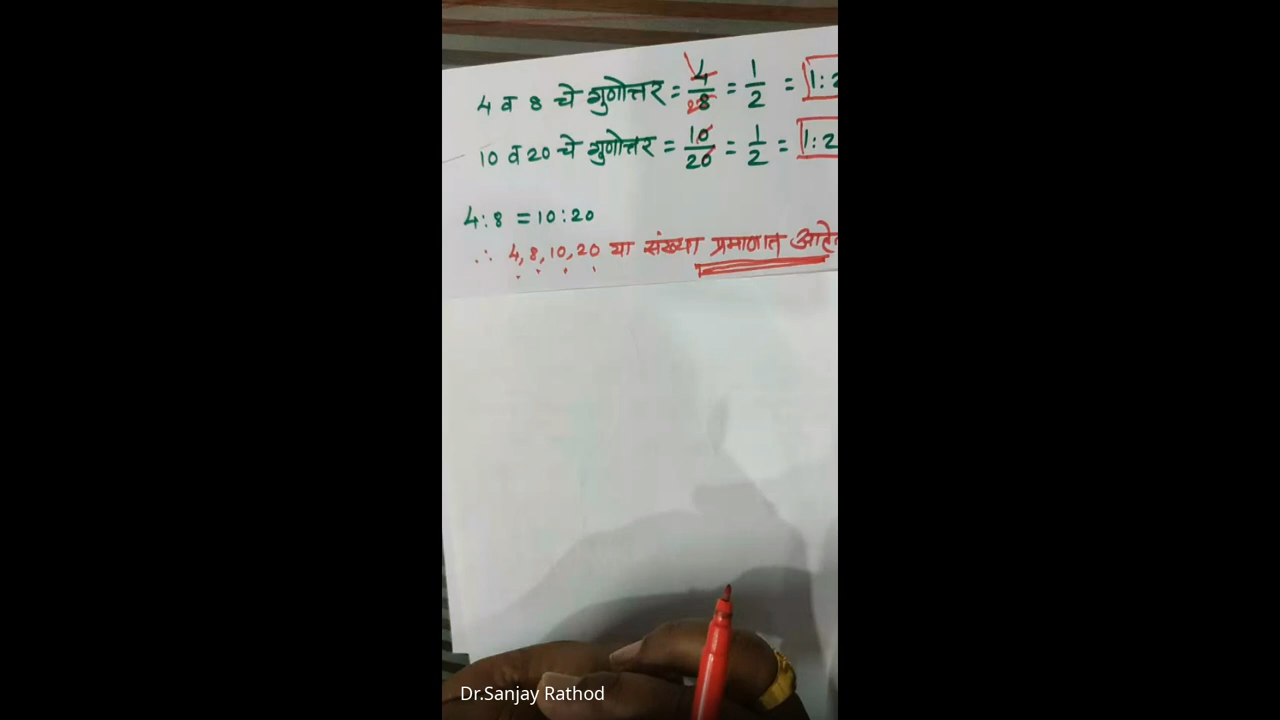 4 व 8 चे गुणोत्तर = 4/8 = 1/2 = 1:2
10 व 20 चे गुणोत्तर = 10/20 = 1/2 = 1:2
4:8 = 10:20
∴ 4, 8, 10, 20 या संख्या प्रमाणात आहेत
Dr.Sanjay Rathod